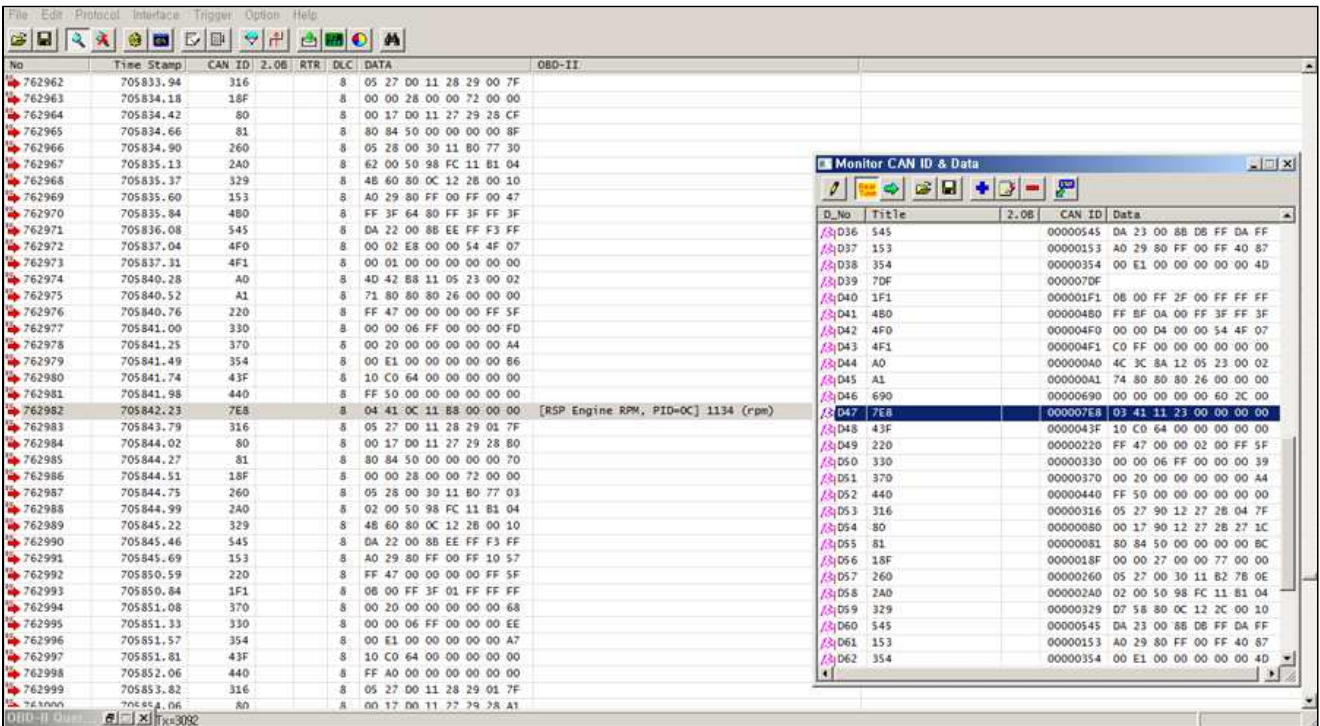 File Edit Protocol Interface Trigger Option Help
No Time Stamp CAN ID 2.0B RTR DLC DATA OBD-II
762962 705833.94 316 8 05 27 D0 11 28 29 00 7F
762963 705834.18 18F 8 00 00 28 00 00 72 00 00
762964 705834.42 80 8 00 17 D0 11 27 29 28 CF
762965 705834.66 81 8 80 84 50 00 00 00 00 8F
762966 705834.90 260 8 05 28 00 30 11 B0 77 30
762967 705835.13 2A0 8 62 00 50 98 FC 11 B1 04
762968 705835.37 329 8 4B 60 80 0C 12 2B 00 10
762969 705835.60 153 8 A0 29 80 FF 00 FF 00 47
762970 705835.84 4B0 8 FF 3F 64 80 FF 3F FF 3F
762971 705836.08 545 8 DA 22 00 8B EE FF F3 FF
762972 705837.04 4F0 8 00 02 E8 00 00 54 4F 07
762973 705837.31 4F1 8 00 01 00 00 00 00 00 00
762974 705840.28 A0 8 4D 42 B8 11 05 23 00 02
762975 705840.52 A1 8 71 80 80 80 26 00 00 00
762976 705840.76 220 8 FF 47 00 00 00 00 FF 5F
762977 705841.00 330 8 00 00 06 FF 00 00 00 FD
762978 705841.25 370 8 00 20 00 00 00 00 00 A4
762979 705841.49 354 8 00 E1 00 00 00 00 00 B6
762980 705841.74 43F 8 10 C0 64 00 00 00 00 00
762981 705841.98 440 8 FF 50 00 00 00 00 00 00
762982 705842.23 7E8 8 04 41 0C 11 B8 00 00 00 [RSP Engine RPM, PID=0C] 1134 (rpm)
762983 705843.79 316 8 05 27 D0 11 28 29 01 7F
762984 705844.02 80 8 00 17 D0 11 27 29 28 B0
762985 705844.27 81 8 80 84 50 00 00 00 00 70
762986 705844.51 18F 8 00 00 28 00 00 72 00 00
762987 705844.75 260 8 05 28 00 30 11 B0 77 03
762988 705844.99 2A0 8 02 00 50 98 FC 11 B1 04
762989 705845.22 329 8 4B 60 80 0C 12 2B 00 10
762990 705845.46 545 8 DA 22 00 8B EE FF F3 FF
762991 705845.69 153 8 A0 29 80 FF 00 FF 10 57
762992 705850.59 220 8 FF 47 00 00 00 00 FF 5F
762993 705850.84 1F1 8 0B 00 FF 3F 01 FF FF FF
762994 705851.08 370 8 00 20 00 00 00 00 00 68
762995 705851.33 330 8 00 00 06 FF 00 00 00 EE
762996 705851.57 354 8 00 E1 00 00 00 00 00 A7
762997 705851.81 43F 8 10 C0 64 00 00 00 00 00
762998 705852.06 440 8 FF A0 00 00 00 00 00 00
762999 705853.82 316 8 05 27 D0 11 28 29 01 7F
763000 705854.06 80 8 00 17 D0 11 27 29 28 A1
OBD-II Quer... Tx=3092
Monitor CAN ID & Data
D_No Title 2.0B CAN ID Data
D36 545 00000545 DA 23 00 8B DB FF DA FF
D37 153 00000153 A0 29 80 FF 00 FF 40 87
D38 354 00000354 00 E1 00 00 00 00 00 4D
D39 7DF 000007DF
D40 1F1 000001F1 0B 00 FF 2F 00 FF FF FF
D41 4B0 000004B0 FF BF 0A 00 FF 3F FF 3F
D42 4F0 000004F0 00 00 D4 00 00 54 4F 07
D43 4F1 000004F1 C0 FF 00 00 00 00 00 00
D44 A0 000000A0 4C 3C 8A 12 05 23 00 02
D45 A1 000000A1 74 80 80 80 26 00 00 00
D46 690 00000690 00 00 00 00 00 60 2C 00
D47 7E8 000007E8 03 41 11 23 00 00 00 00
D48 43F 0000043F 10 C0 64 00 00 00 00 00
D49 220 00000220 FF 47 00 00 02 00 FF 5F
D50 330 00000330 00 00 06 FF 00 00 00 39
D51 370 00000370 00 20 00 00 00 00 00 A4
D52 440 00000440 FF 50 00 00 00 00 00 00
D53 316 00000316 05 27 90 12 27 2B 04 7F
D54 80 00000080 00 17 90 12 27 2B 27 1C
D55 81 00000081 80 84 50 00 00 00 00 BC
D56 18F 0000018F 00 00 27 00 00 77 00 00
D57 260 00000260 05 27 00 30 11 B2 7B 0E
D58 2A0 000002A0 02 00 50 98 FC 11 B1 04
D59 329 00000329 D7 58 80 0C 12 2C 00 10
D60 545 00000545 DA 23 00 8B DB FF DA FF
D61 153 00000153 A0 29 80 FF 00 FF 40 87
D62 354 00000354 00 E1 00 00 00 00 00 4D